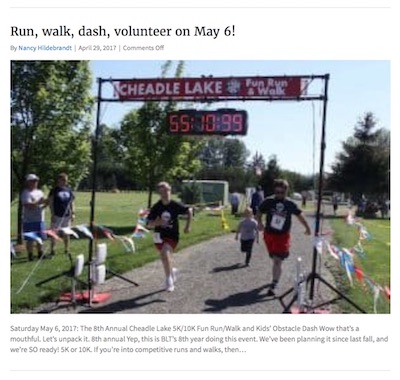 Run, walk, dash, volunteer on May 6!
By Nancy Hildebrandt | April 29, 2017 | Comments Off
CHEADLE LAKE Fun Run
& Walk
55:10:99
Saturday May 6, 2017: The 8th Annual Cheadle Lake 5K/10K Fun Run/Walk and Kids' Obstacle Dash Wow that's a
mouthful. Let's unpack it. 8th annual Yep, this is BLT's 8th year doing this event. We've been planning it since last fall, and
we're SO ready! 5K or 10K. If you're into competitive runs and walks, then…